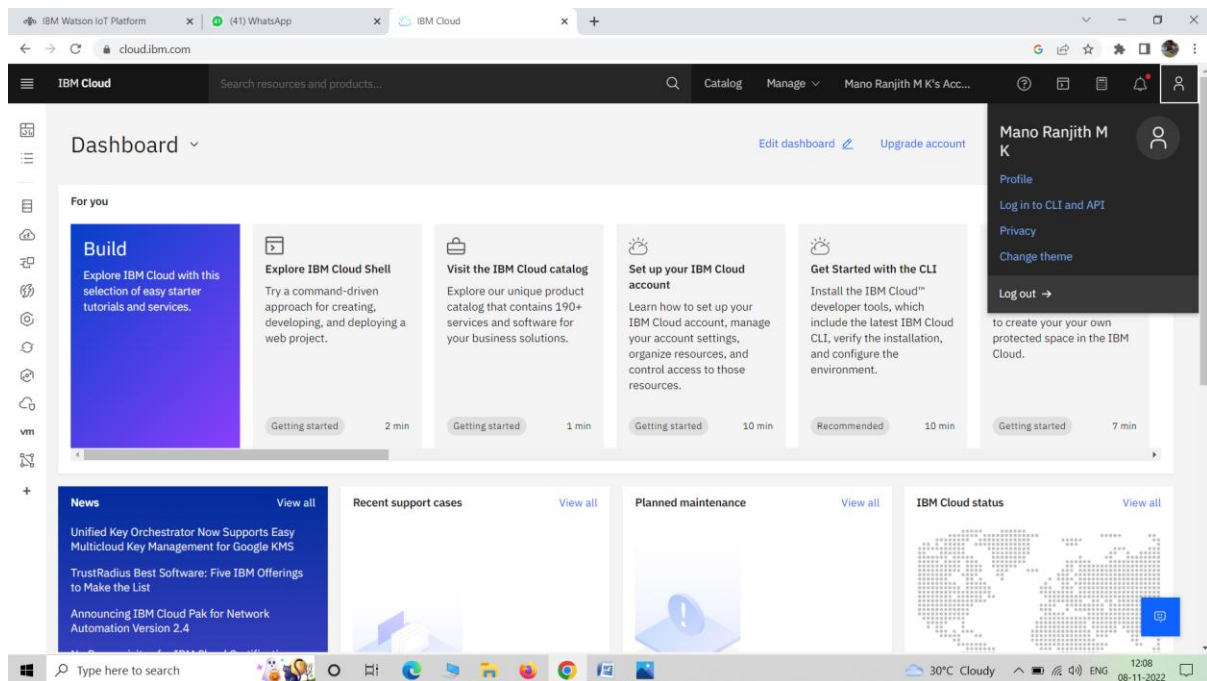 IBM Watson IoT Platform
(41) WhatsApp
IBM Cloud
cloud.ibm.com
IBM Cloud
Search resources and products...
Catalog
Manage
Mano Ranjith M K's Acc...
Dashboard
Edit dashboard
Upgrade account
Mano Ranjith M
K
Profile
Log in to CLI and API
Privacy
Change theme
Log out →
For you
Build
Explore IBM Cloud with this
selection of easy starter
tutorials and services.
Explore IBM Cloud Shell
Try a command-driven
approach for creating,
developing, and deploying a
web project.
Getting started
2 min
Visit the IBM Cloud catalog
Explore our unique product
catalog that contains 190+
services and software for
your business solutions.
Getting started
1 min
Set up your IBM Cloud
account
Learn how to set up your
IBM Cloud account, manage
your account settings,
organize resources, and
control access to those
resources.
Getting started
10 min
Get Started with the CLI
Install the IBM Cloud™
developer tools, which
include the latest IBM Cloud
CLI, verify the installation,
and configure the
environment.
Recommended
10 min
to create your your own
protected space in the IBM
Cloud.
Getting started
7 min
vm
News
View all
Unified Key Orchestrator Now Supports Easy
Multicloud Key Management for Google KMS
TrustRadius Best Software: Five IBM Offerings
to Make the List
Announcing IBM Cloud Pak for Network
Automation Version 2.4
Recent support cases
View all
Planned maintenance
View all
IBM Cloud status
View all
Type here to search
30°C Cloudy
ENG
12:08
08-11-2022